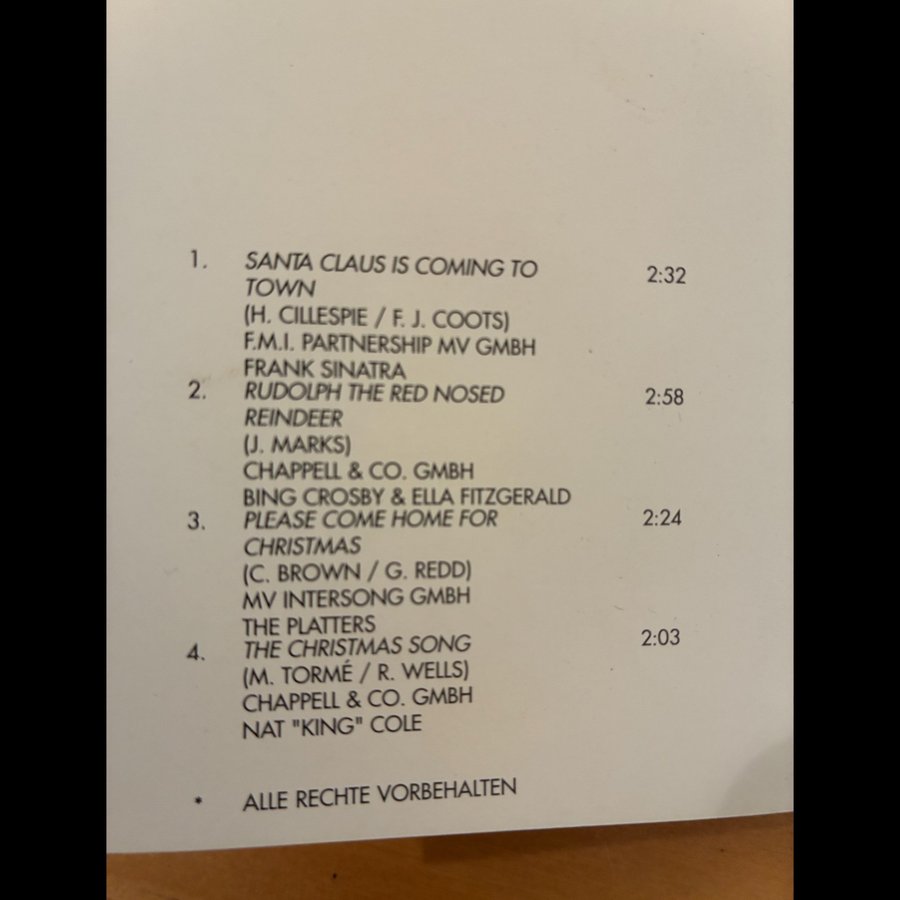 1. SANTA CLAUS IS COMING TO 2:32
TOWN
(H. CILLESPIE / F. J. COOTS)
F.M.I. PARTNERSHIP MV GMBH
FRANK SINATRA
2. RUDOLPH THE RED NOSED 2:58
REINDEER
(J. MARKS)
CHAPPELL & CO. GMBH
BING CROSBY & ELLA FITZGERALD
3. PLEASE COME HOME FOR 2:24
CHRISTMAS
(C. BROWN / G. REDD)
MV INTERSONG GMBH
THE PLATTERS
4. THE CHRISTMAS SONG 2:03
(M. TORMÉ / R. WELLS)
CHAPPELL & CO. GMBH
NAT "KING" COLE
* ALLE RECHTE VORBEHALTEN